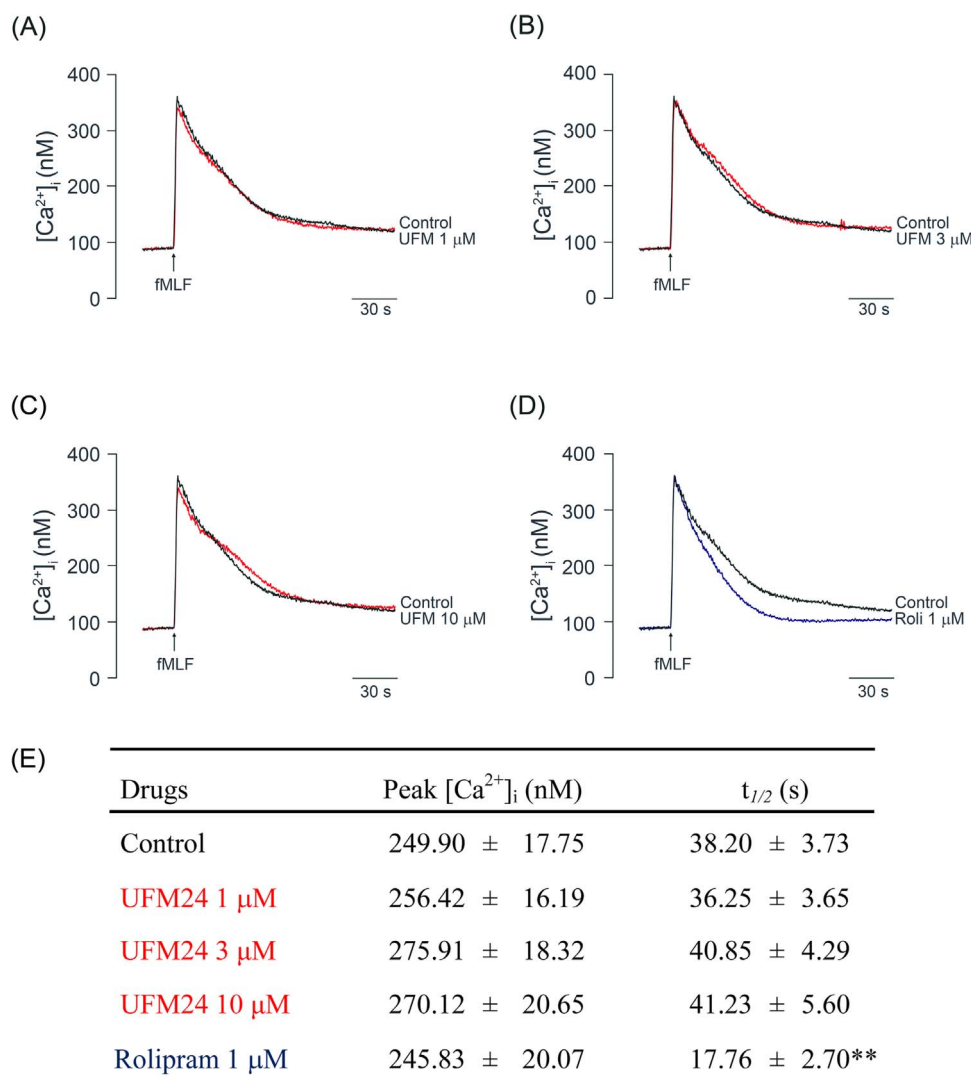 (A)
400
300
200
100
0
[Ca²⁺]ᵢ (nM)
fMLF
Control
UFM 1 μM
30 s
(B)
400
300
200
100
0
[Ca²⁺]ᵢ (nM)
fMLF
Control
UFM 3 μM
30 s
(C)
400
300
200
100
0
[Ca²⁺]ᵢ (nM)
fMLF
Control
UFM 10 μM
30 s
(D)
400
300
200
100
0
[Ca²⁺]ᵢ (nM)
fMLF
Control
Roli 1 μM
30 s
(E)
Drugs Peak [Ca²⁺]ᵢ (nM) t1/2 (s)
Control 249.90 ± 17.75 38.20 ± 3.73
UFM24 1 μM 256.42 ± 16.19 36.25 ± 3.65
UFM24 3 μM 275.91 ± 18.32 40.85 ± 4.29
UFM24 10 μM 270.12 ± 20.65 41.23 ± 5.60
Rolipram 1 μM 245.83 ± 20.07 17.76 ± 2.70**